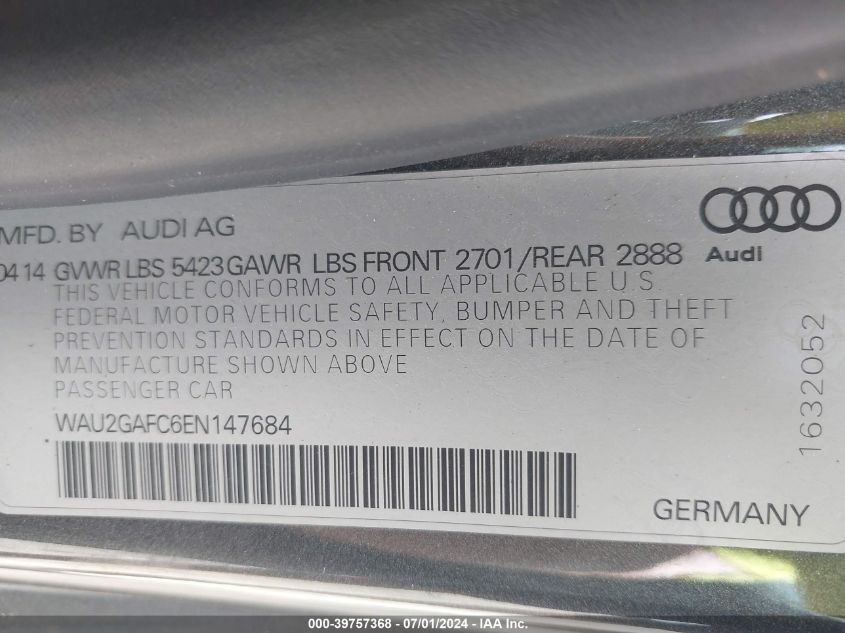 MFD. BY AUDI AG
0414 GVWR LBS 5423 GAWR LBS FRONT 2701/REAR 2888
Audi
THIS VEHICLE CONFORMS TO ALL APPLICABLE U.S.
FEDERAL MOTOR VEHICLE SAFETY, BUMPER AND THEFT
PREVENTION STANDARDS IN EFFECT ON THE DATE OF
MANUFACTURE SHOWN ABOVE
PASSENGER CAR
WAU2GAFC6EN147684
1632052
GERMANY
000-39757368 / 07/01/2024 - IAA Inc.